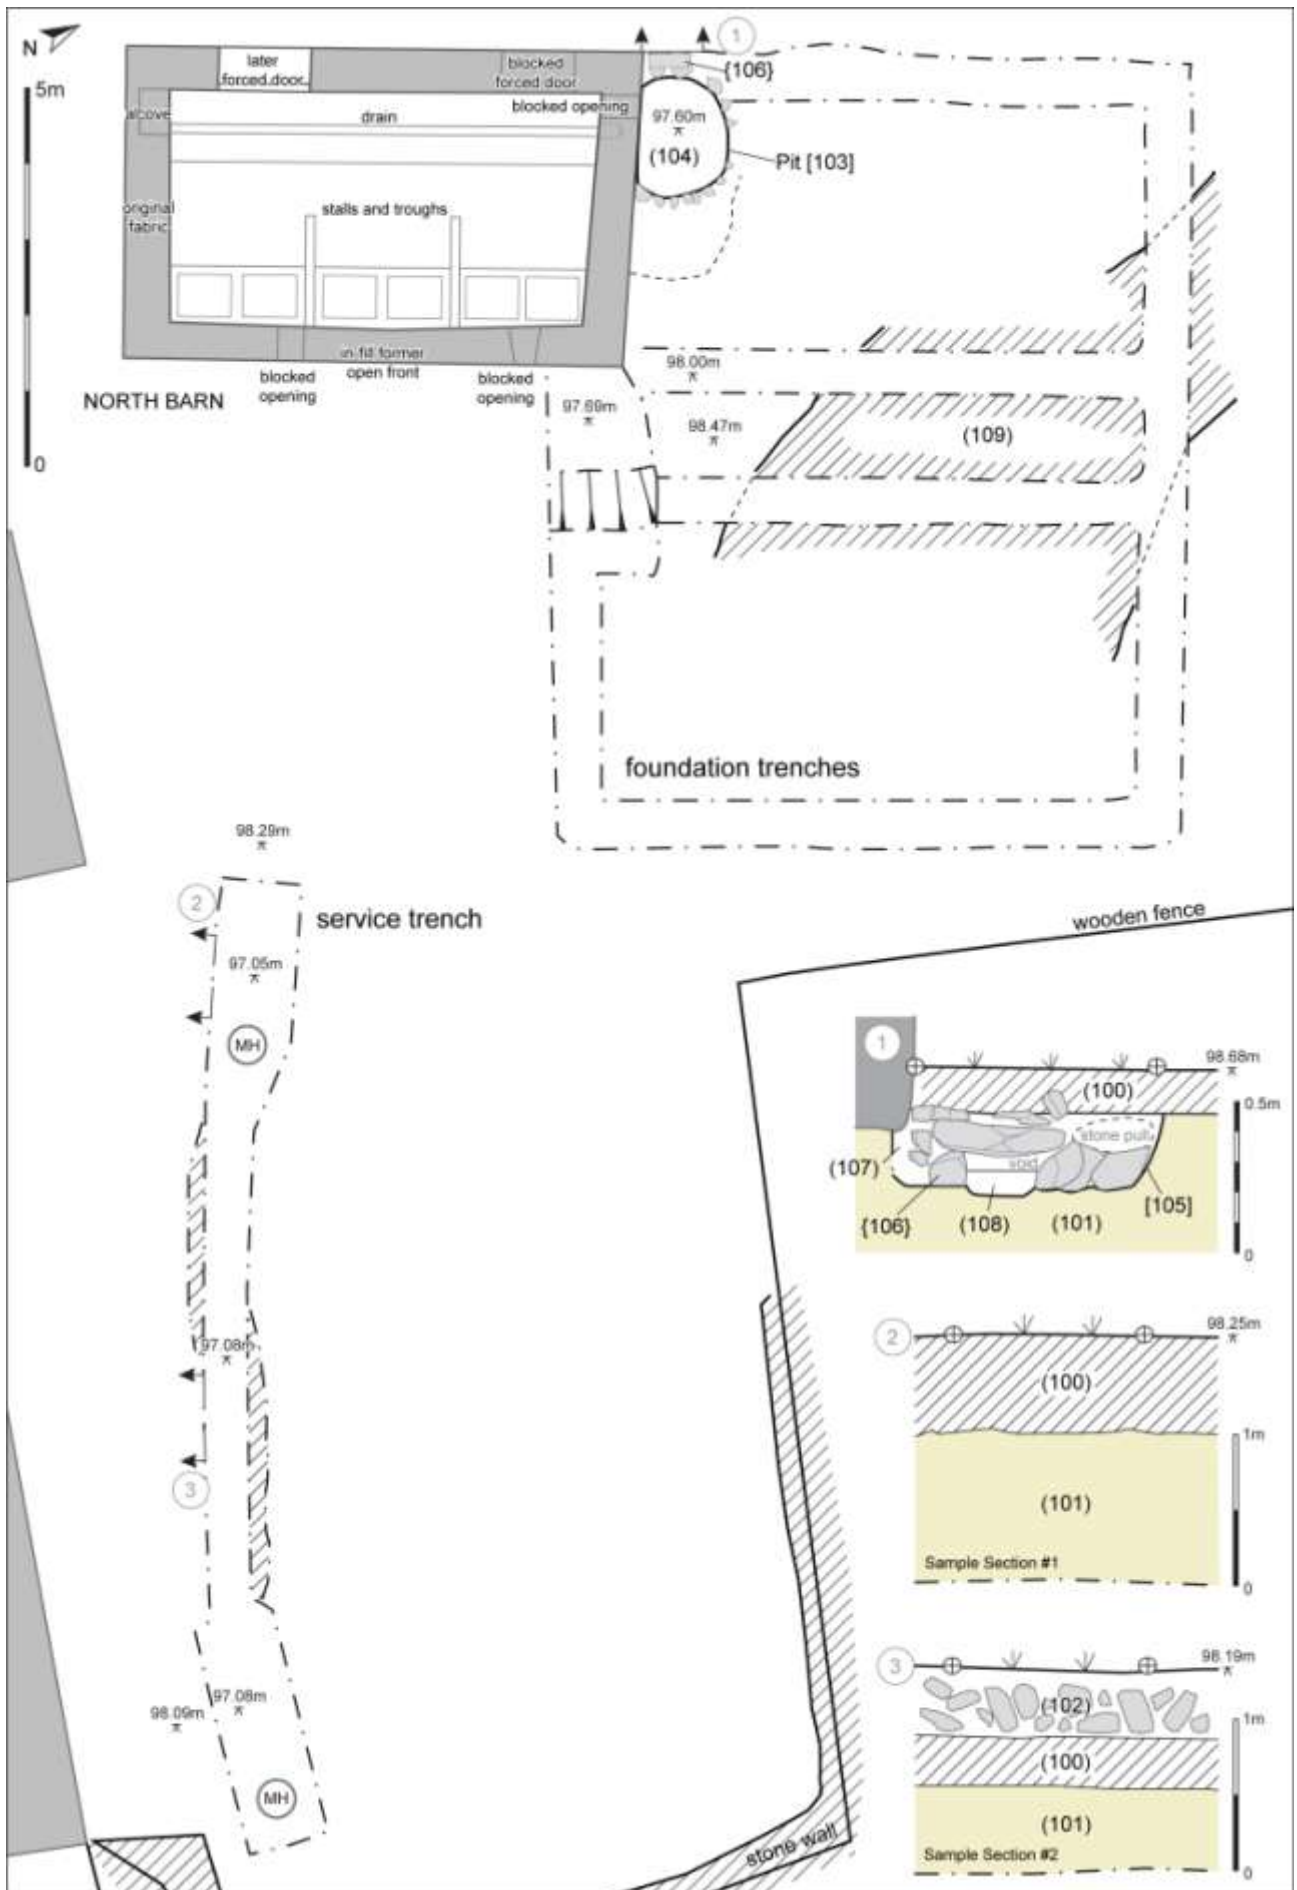 N
5m
0
later
forced door
blocked
forced door
blocked opening
alcove
drain
original
fabric
stalls and troughs
in-fill former
open front
blocked
opening
blocked
opening
NORTH BARN
1
{106}
97.60m
(104)
Pit [103]
98.00m
97.69m
98.47m
(109)
foundation trenches
98.29m
2
service trench
97.05m
MH
97.08m
3
98.09m
97.08m
MH
wooden fence
stone wall
1
98.68m
(100)
0.5m
stone pull
void
(107)
{106}
(108)
(101)
[105]
0
2
98.25m
(100)
1m
(101)
Sample Section #1
0
3
98.19m
(102)
1m
(100)
(101)
Sample Section #2
0